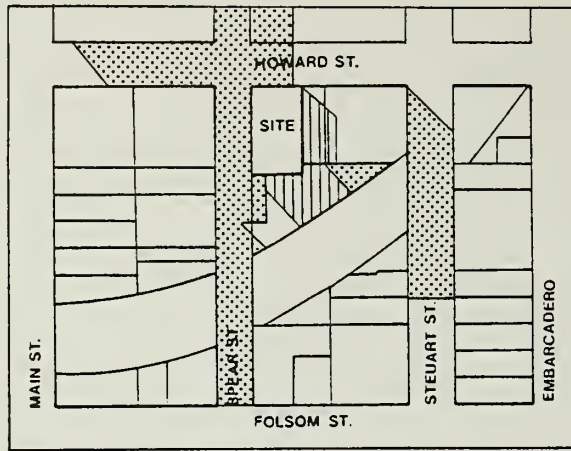 HOWARD ST.
SITE
MAIN ST.
SPEAR ST.
STEUART ST.
EMBARCADERO
FOLSOM ST.